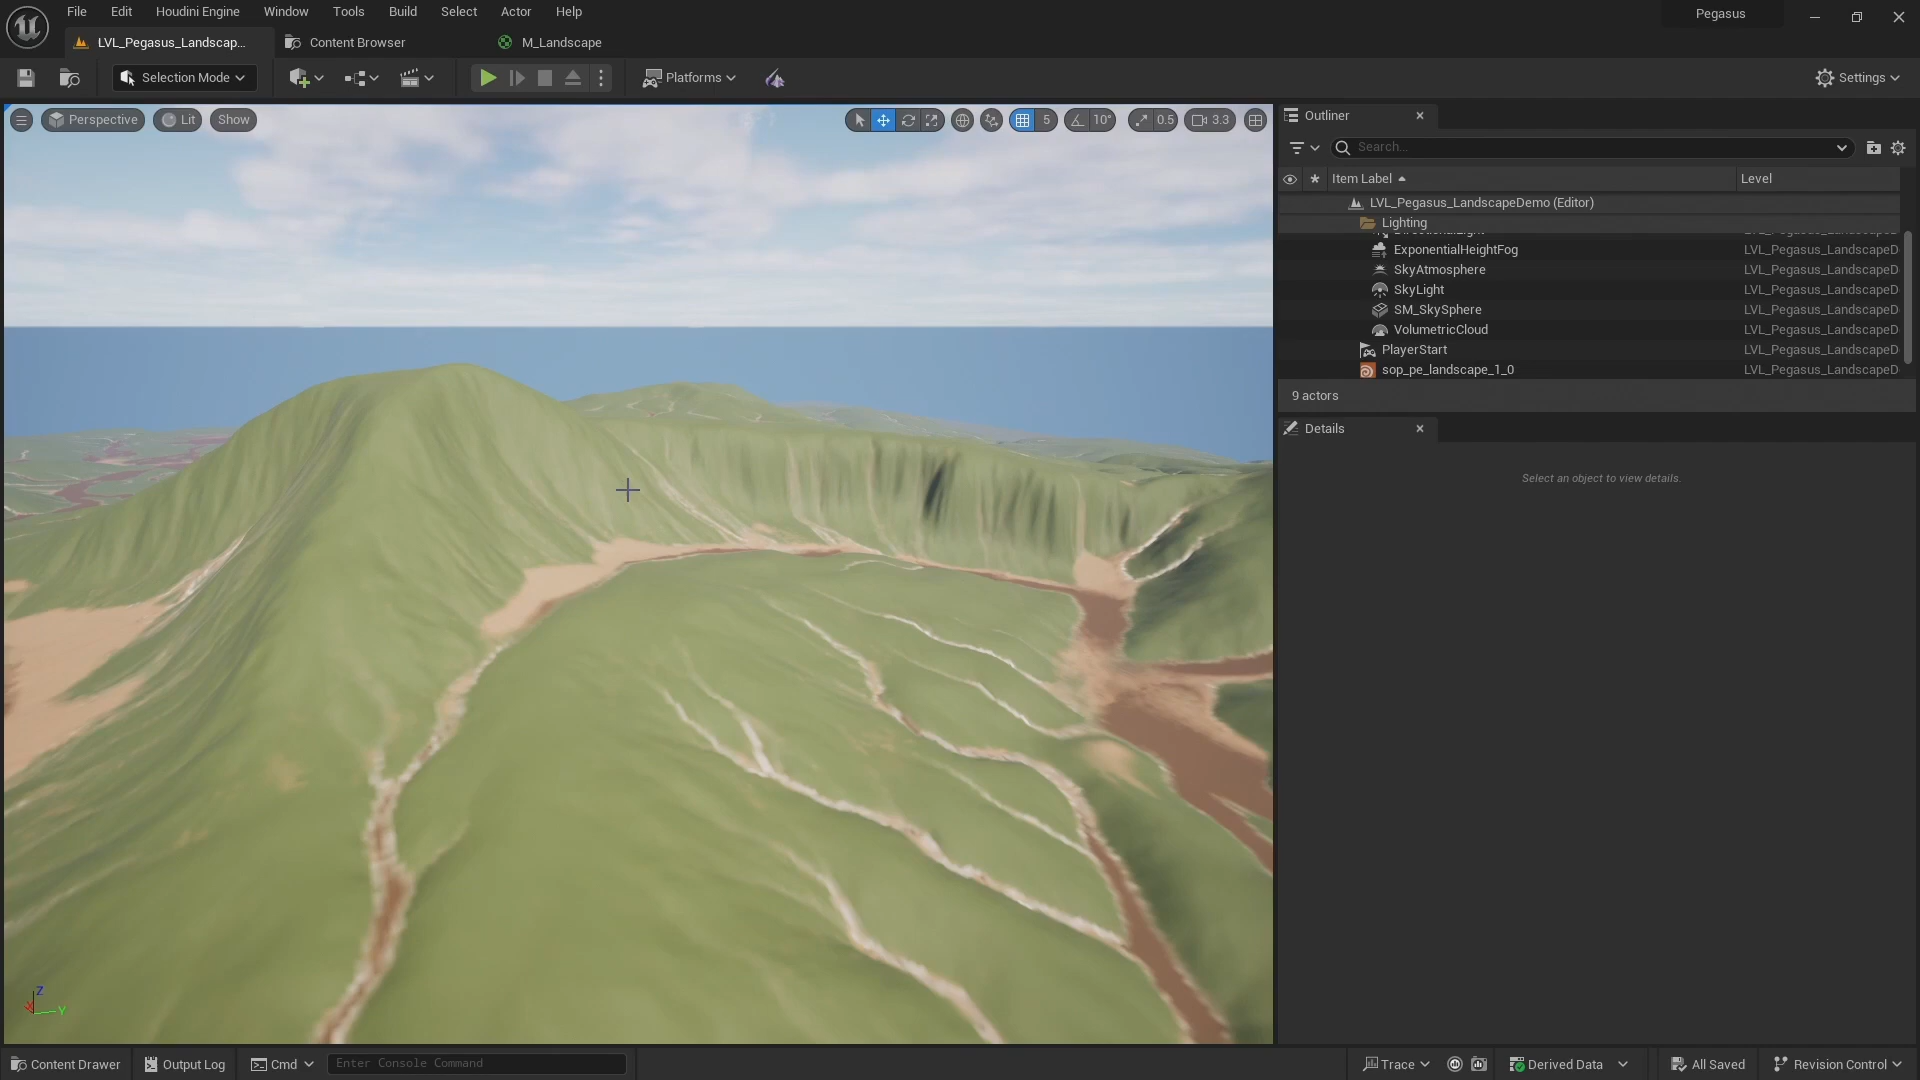 File Edit Houdini Engine Window Tools Build Select Actor Help Pegasus
LVL_Pegasus_Landscap... Content Browser M_Landscape
Selection Mode Platforms Settings
Perspective Lit Show 5 10° 0.5 3.3
Outliner
Search...
Item Label Level
LVL_Pegasus_LandscapeDemo (Editor)
Lighting
ExponentialHeightFog LVL_Pegasus_LandscapeD
SkyAtmosphere LVL_Pegasus_LandscapeD
SkyLight LVL_Pegasus_LandscapeD
SM_SkySphere LVL_Pegasus_LandscapeD
VolumetricCloud LVL_Pegasus_LandscapeD
PlayerStart LVL_Pegasus_LandscapeD
sop_pe_landscape_1_0 LVL_Pegasus_LandscapeD
9 actors
Details
Select an object to view details.
Z
X Y
Content Drawer Output Log Cmd Enter Console Command Trace Derived Data All Saved Revision Control